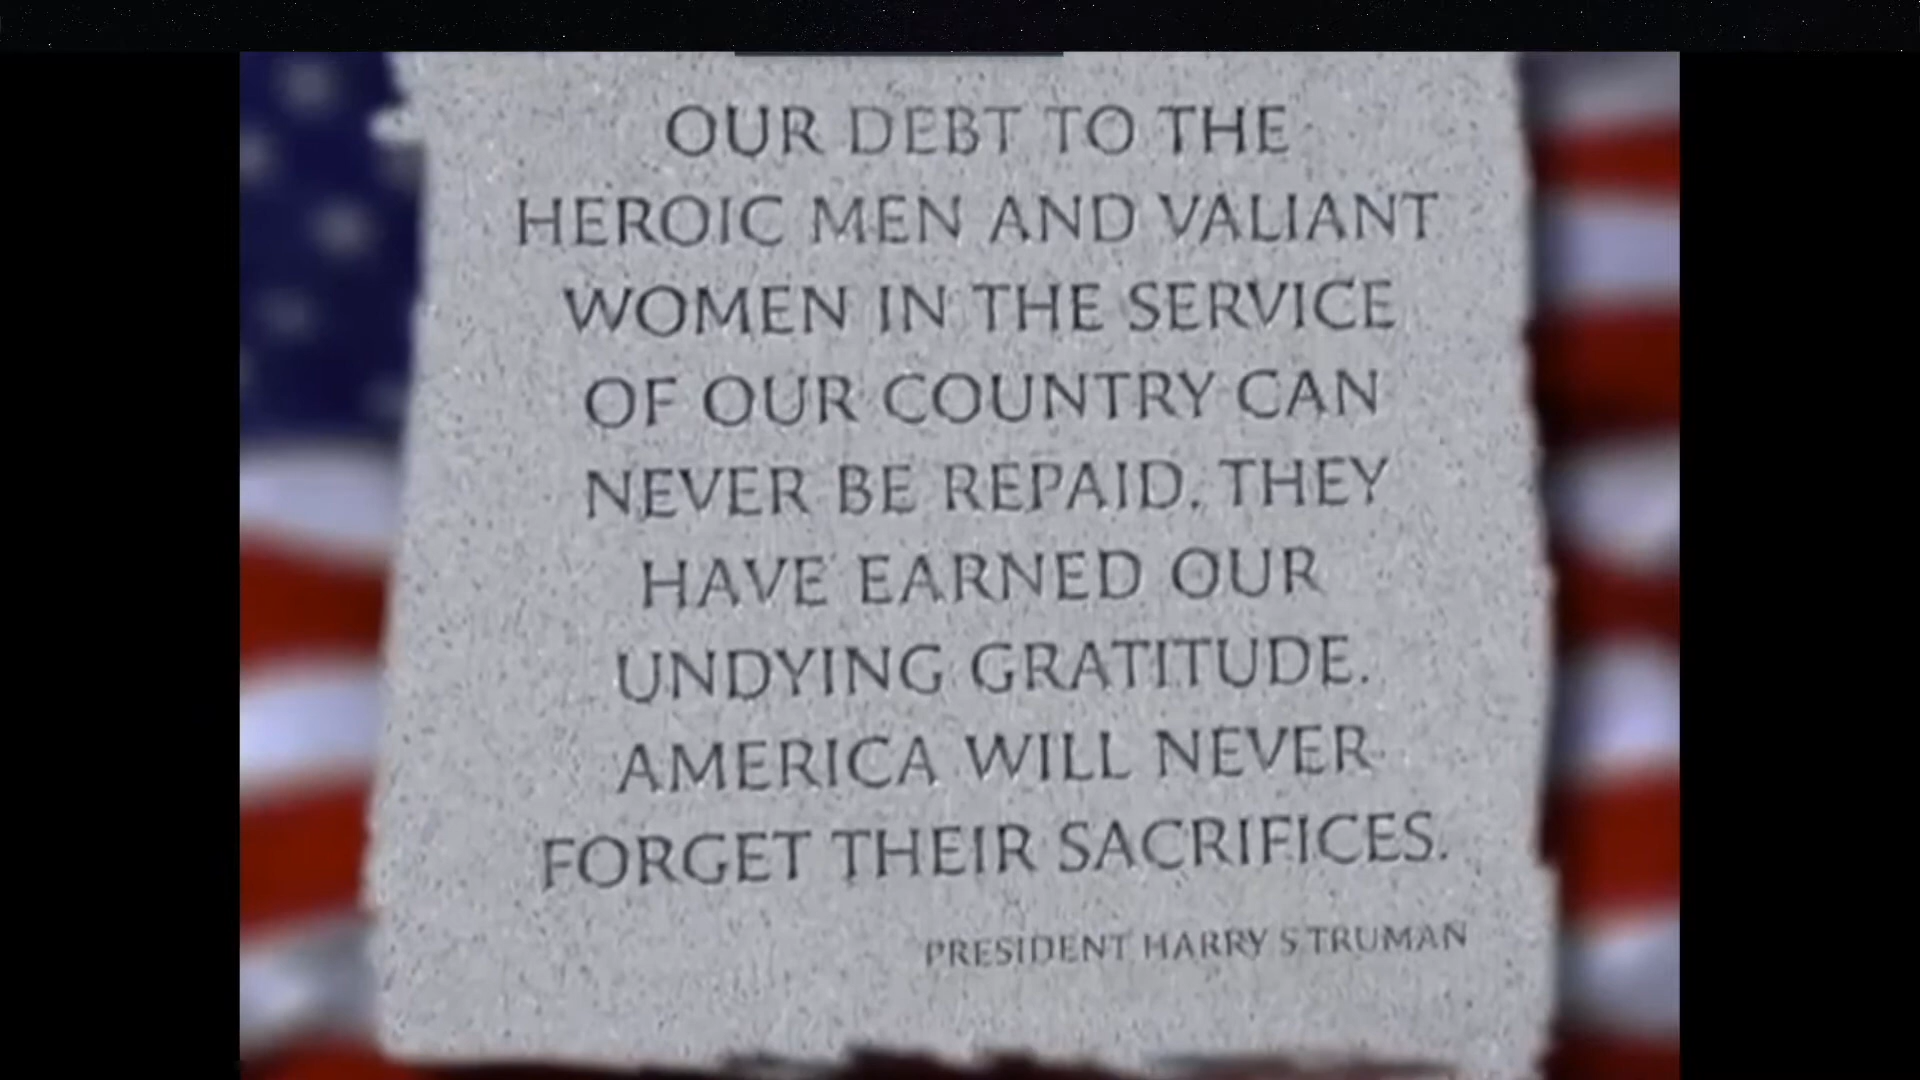 OUR DEBT TO THE
HEROIC MEN AND VALIANT
WOMEN IN THE SERVICE
OF OUR COUNTRY CAN
NEVER BE REPAID. THEY
HAVE EARNED OUR
UNDYING GRATITUDE.
AMERICA WILL NEVER
FORGET THEIR SACRIFICES.
PRESIDENT HARRY S TRUMAN